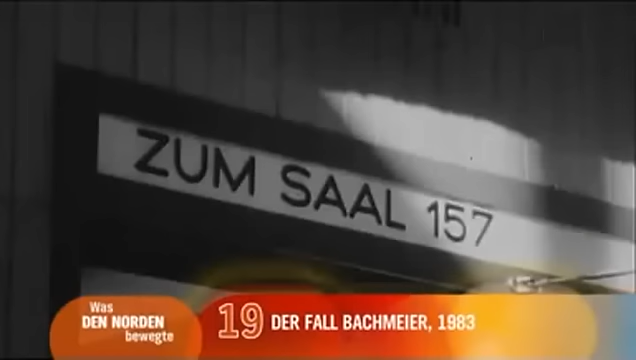 ZUM SAAL 157
Was
DEN NORDEN
bewegte
19 DER FALL BACHMEIER, 1983